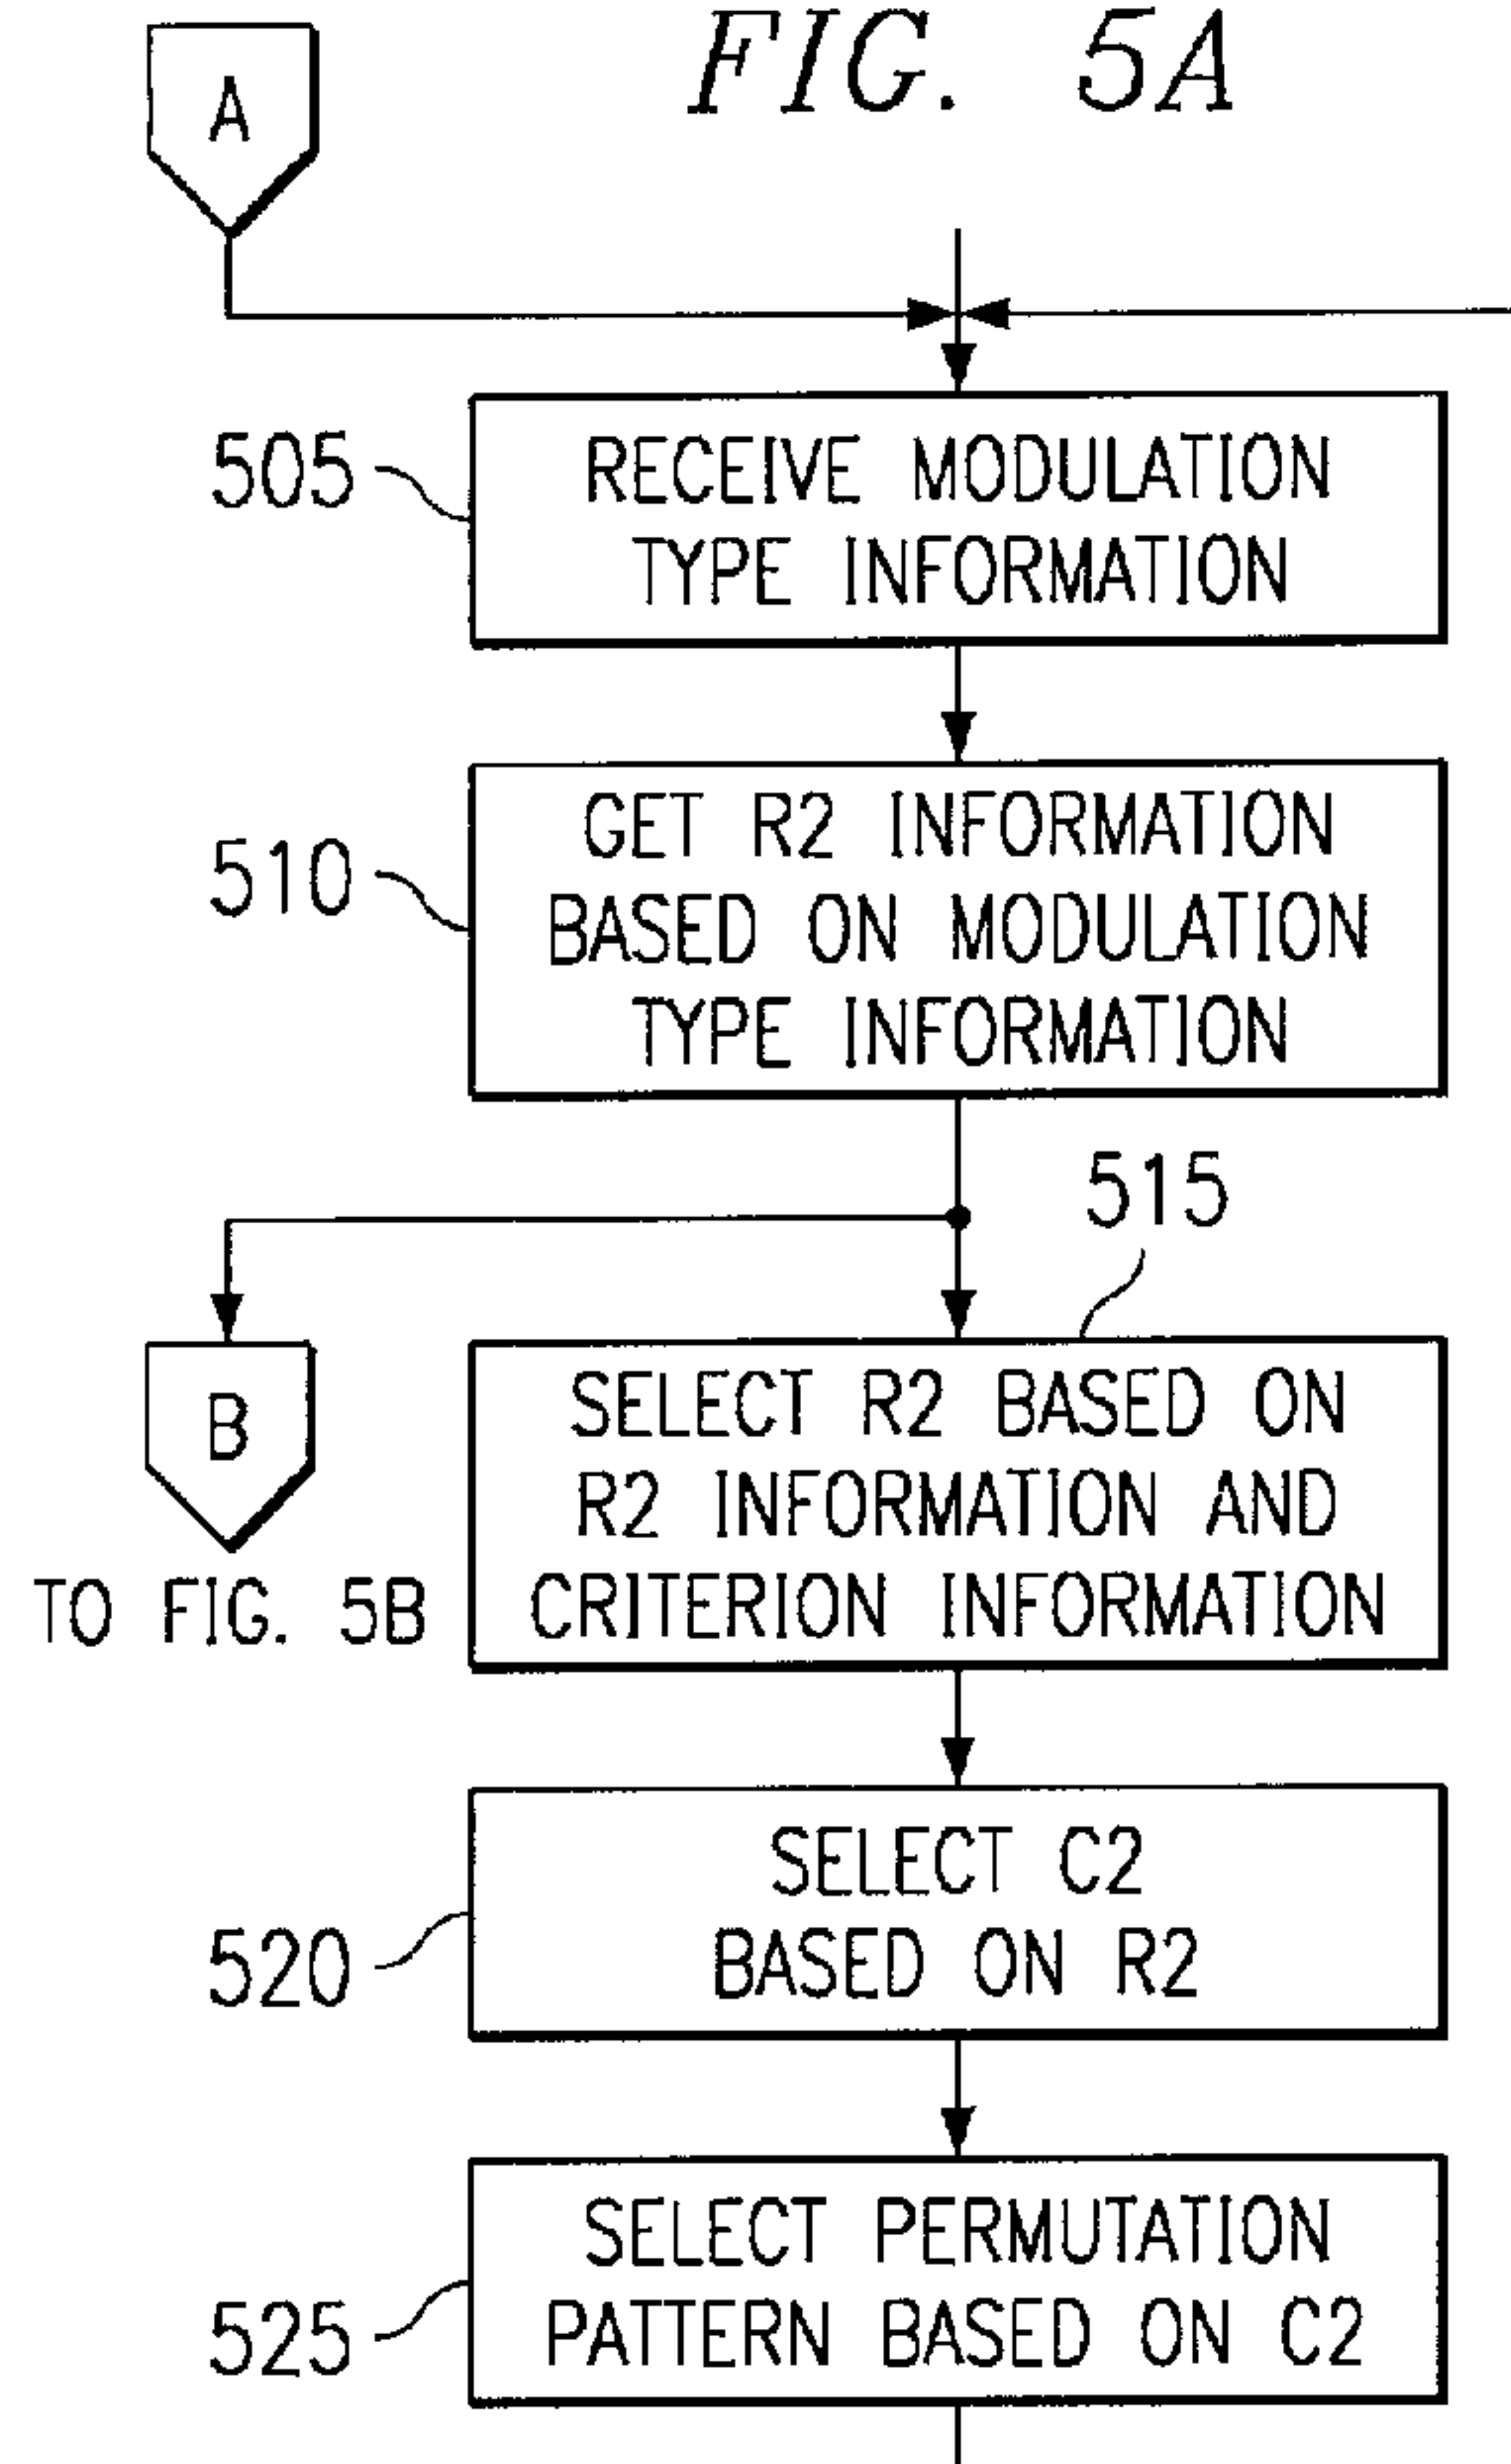 FIG. 5A
A
505
RECEIVE MODULATION
TYPE INFORMATION
510
GET R2 INFORMATION
BASED ON MODULATION
TYPE INFORMATION
515
B
TO FIG. 5B
SELECT R2 BASED ON
R2 INFORMATION AND
CRITERION INFORMATION
520
SELECT C2
BASED ON R2
525
SELECT PERMUTATION
PATTERN BASED ON C2